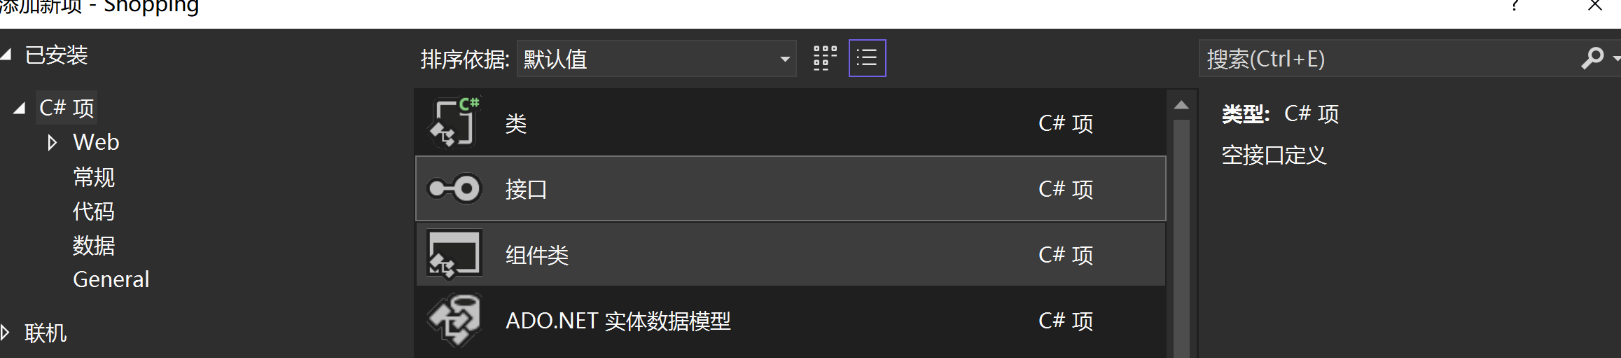 添加新项 - Shopping
?
已安装
C# 项
Web
常规
代码
数据
General
联机
排序依据: 默认值
C#
类 C# 项
接口 C# 项
组件类 C# 项
ADO.NET 实体数据模型 C# 项
搜索(Ctrl+E)
类型: C# 项
空接口定义